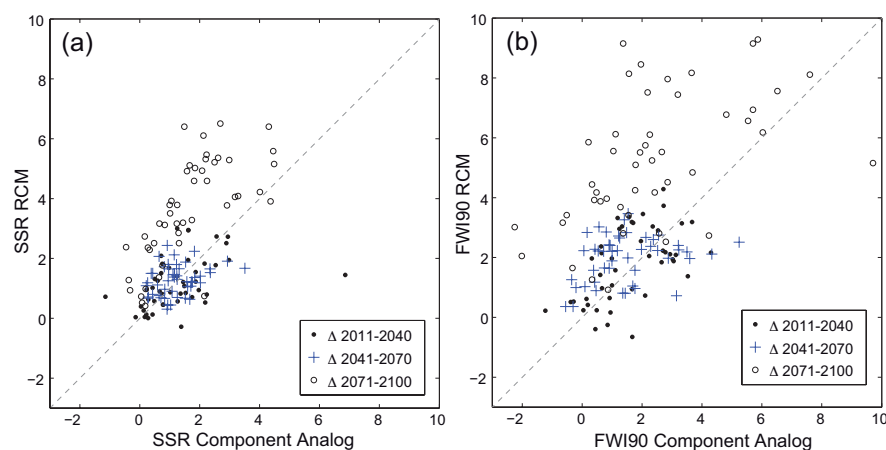 (a)
10
8
6
4
2
0
−2
SSR RCM
−2 0 2 4 6 8 10
SSR Component Analog
Δ 2011-2040
Δ 2041-2070
Δ 2071-2100
(b)
10
8
6
4
2
0
−2
FWI90 RCM
−2 0 2 4 6 8 10
FWI90 Component Analog
Δ 2011-2040
Δ 2041-2070
Δ 2071-2100